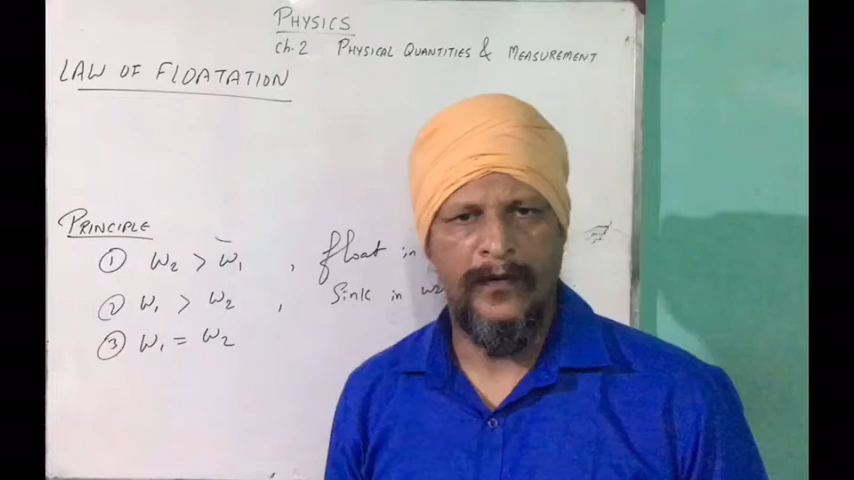 PHYSICS
Ch-2 PHYSICAL QUANTITIES & MEASUREMENT
LAW OF FLOATATION
PRINCIPLE
① W₂ > W₁ , float in
② W₁ > W₂ , Sink in
③ W₁ = W₂